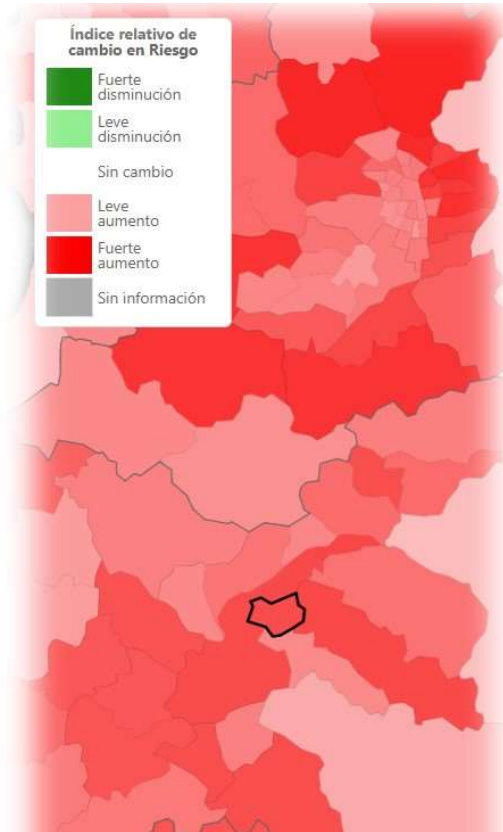 Índice relativo de
cambio en Riesgo
Fuerte
disminución
Leve
disminución
Sin cambio
Leve
aumento
Fuerte
aumento
Sin información